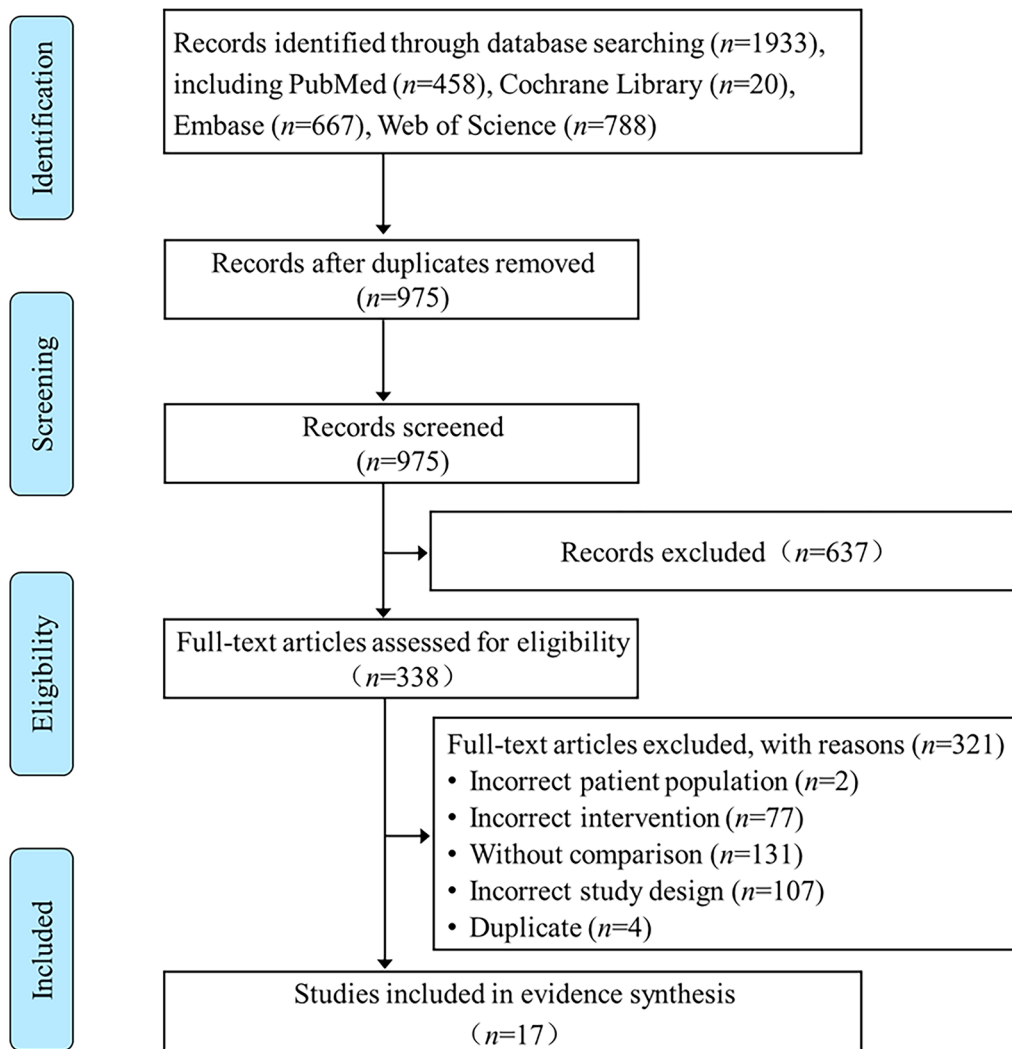 Identification
Records identified through database searching (n=1933),
including PubMed (n=458), Cochrane Library (n=20),
Embase (n=667), Web of Science (n=788)
Records after duplicates removed
(n=975)
Screening
Records screened
(n=975)
Records excluded（n=637）
Eligibility
Full-text articles assessed for eligibility
（n=338）
Full-text articles excluded, with reasons (n=321)
• Incorrect patient population (n=2)
• Incorrect intervention (n=77)
• Without comparison (n=131)
• Incorrect study design (n=107)
• Duplicate (n=4)
Included
Studies included in evidence synthesis
（n=17）